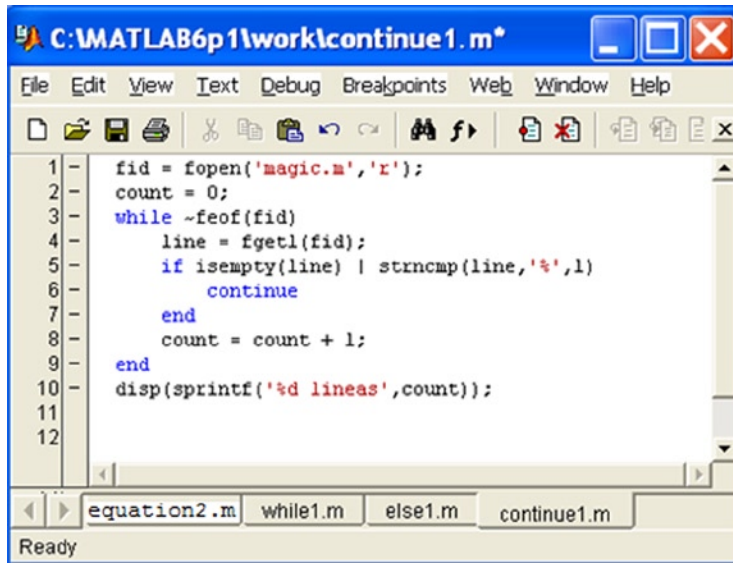 C:\MATLAB6p1\work\continue1.m*
File Edit View Text Debug Breakpoints Web Window Help
1 - fid = fopen('magic.m','r');
2 - count = 0;
3 - while ~feof(fid)
4 - line = fgetl(fid);
5 - if isempty(line) | strncmp(line,'%',1)
6 - continue
7 - end
8 - count = count + 1;
9 - end
10 - disp(sprintf('%d lineas',count));
11
12
equation2.m while1.m else1.m continue1.m
Ready